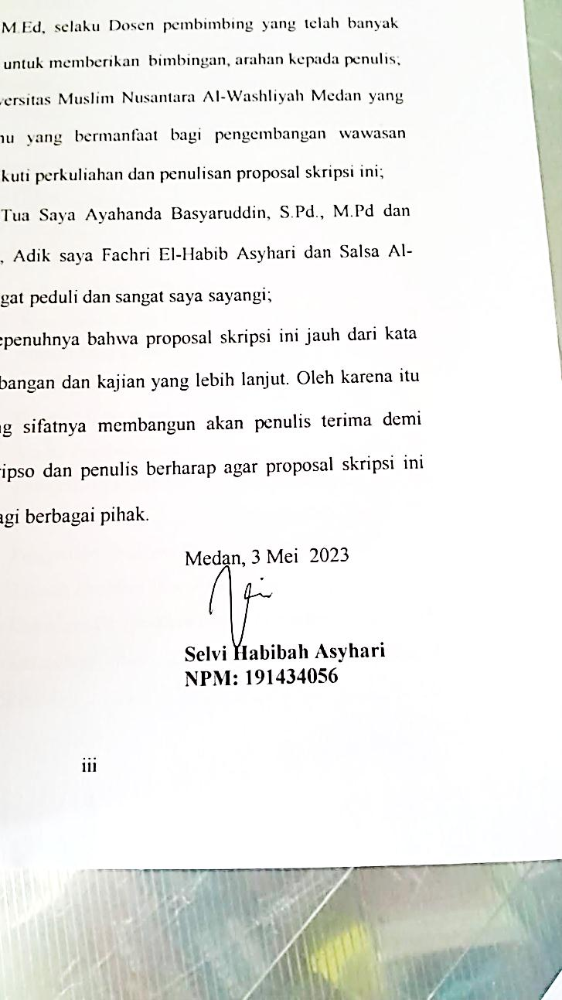 M.Ed, selaku Dosen pembimbing yang telah banyak
untuk memberikan bimbingan, arahan kepada penulis;
versitas Muslim Nusantara Al-Washliyah Medan yang
yang bermanfaat bagi pengembangan wawasan
kuti perkuliahan dan penulisan proposal skripsi ini;
Tua Saya Ayahanda Basyaruddin, S.Pd., M.Pd dan
, Adik saya Fachri El-Habib Asyhari dan Salsa Al-
gat peduli dan sangat saya sayangi;
epenuhnya bahwa proposal skripsi ini jauh dari kata
bangan dan kajian yang lebih lanjut. Oleh karena itu
g sifatnya membangun akan penulis terima demi
ripso dan penulis berharap agar proposal skripsi ini
agi berbagai pihak.
Medan, 3 Mei 2023
Selvi Habibah Asyhari
NPM: 191434056
iii